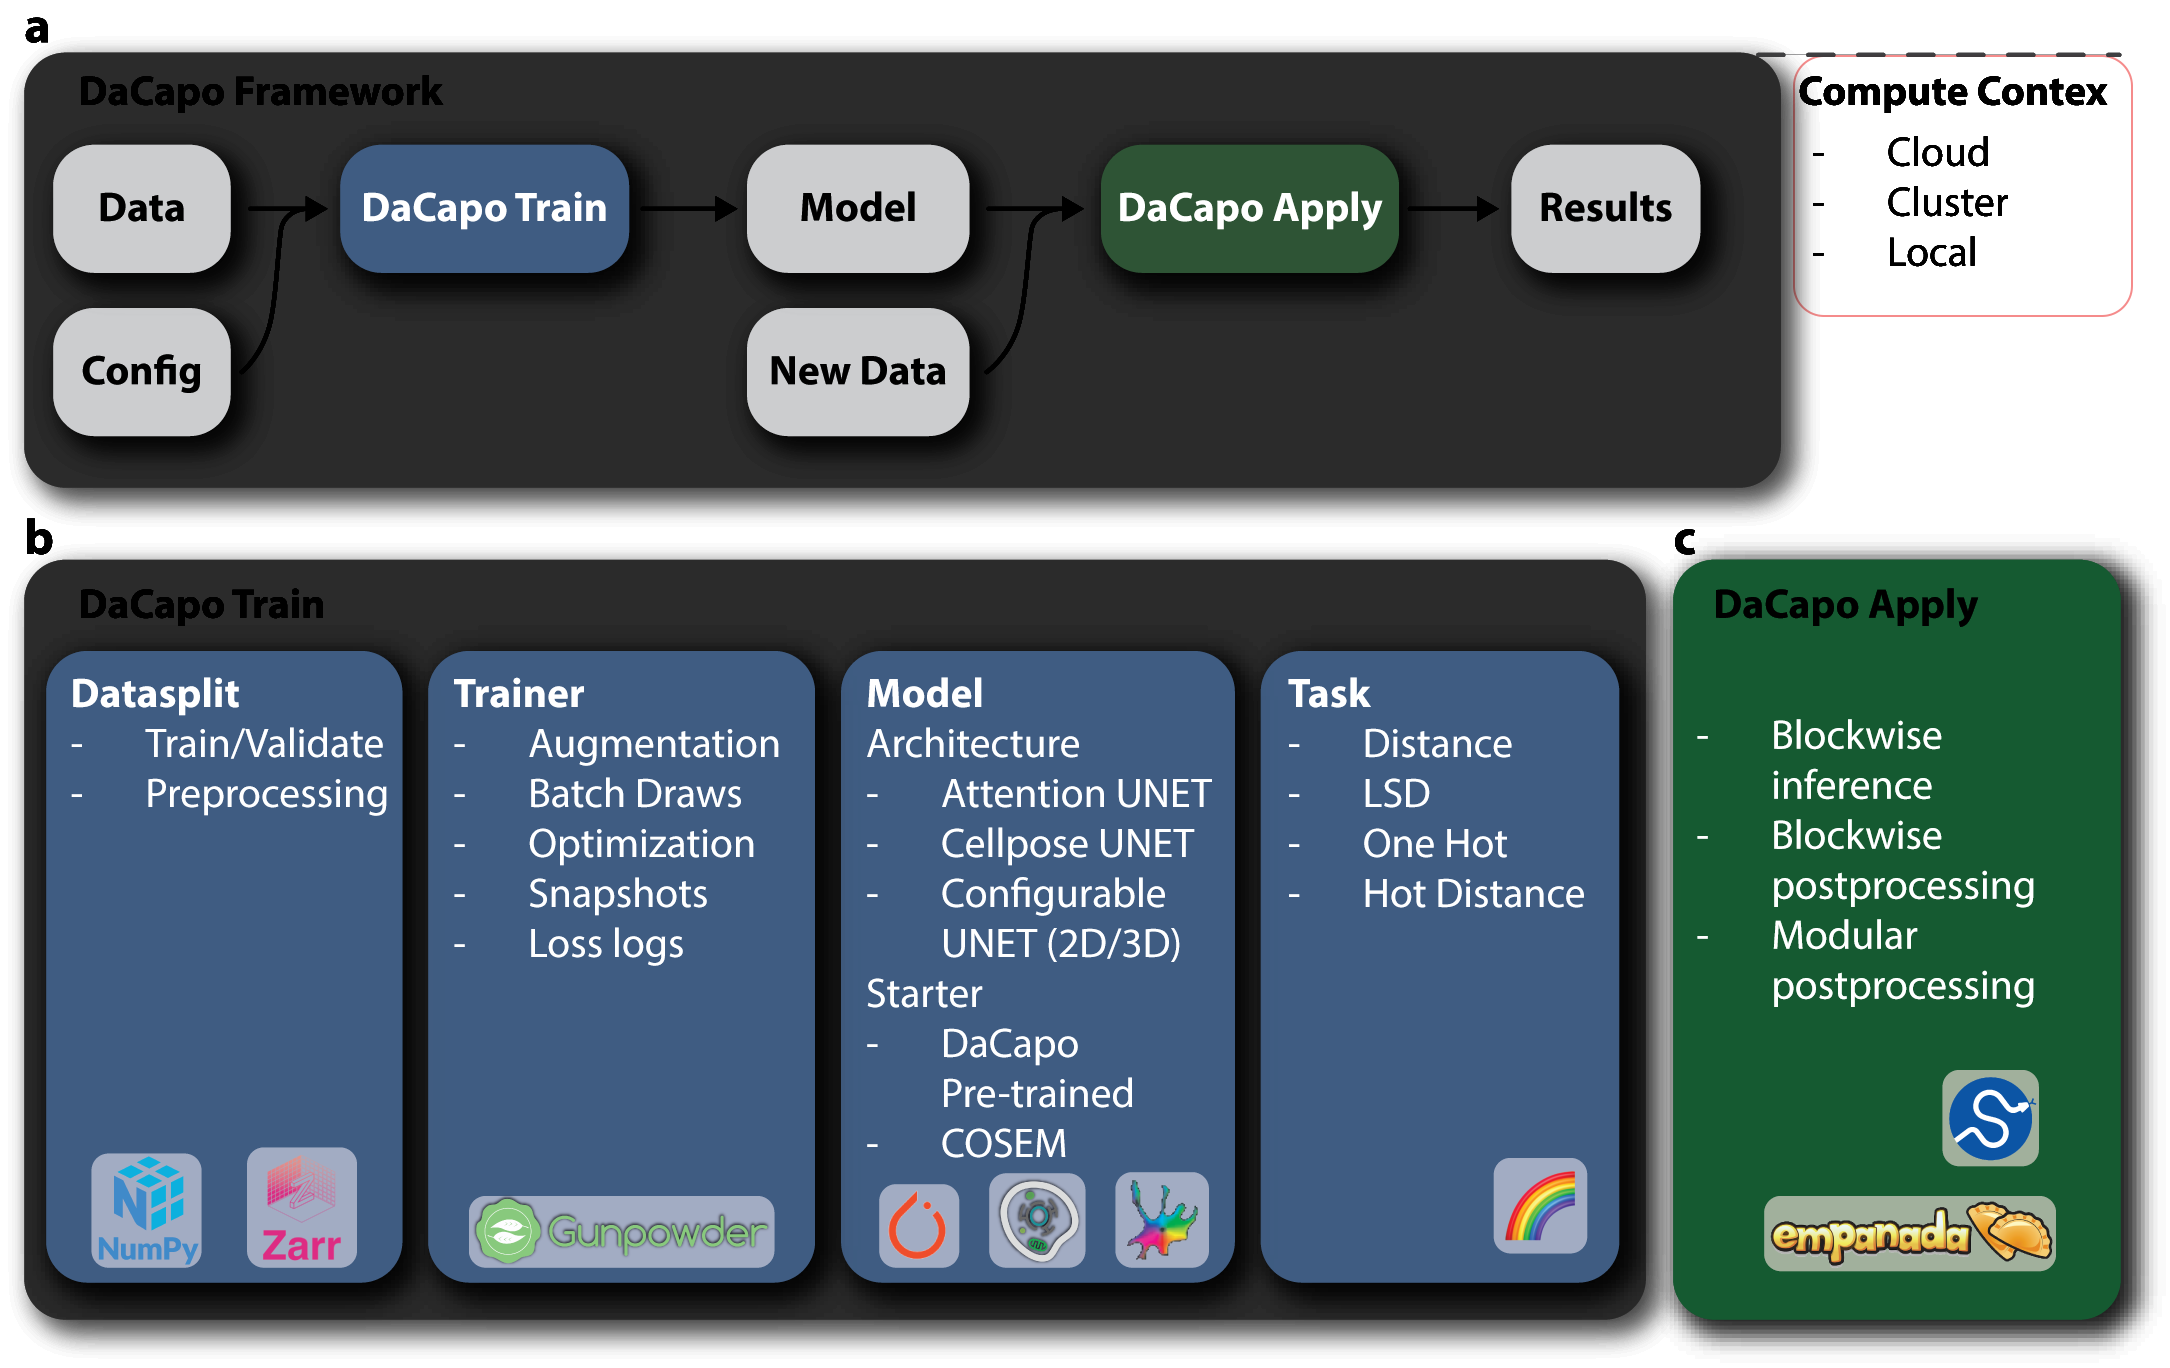 a
DaCapo Framework
Compute Contex
- Cloud
- Cluster
- Local
Data
DaCapo Train
Model
DaCapo Apply
Results
Config
New Data
b
DaCapo Train
Datasplit
- Train/Validate
- Preprocessing
NumPy
Zarr
Trainer
- Augmentation
- Batch Draws
- Optimization
- Snapshots
- Loss logs
Gunpowder
Model
Architecture
- Attention UNET
- Cellpose UNET
- Configurable
UNET (2D/3D)
Starter
- DaCapo
Pre-trained
- COSEM
Task
- Distance
- LSD
- One Hot
- Hot Distance
c
DaCapo Apply
- Blockwise
inference
- Blockwise
postprocessing
- Modular
postprocessing
empanada